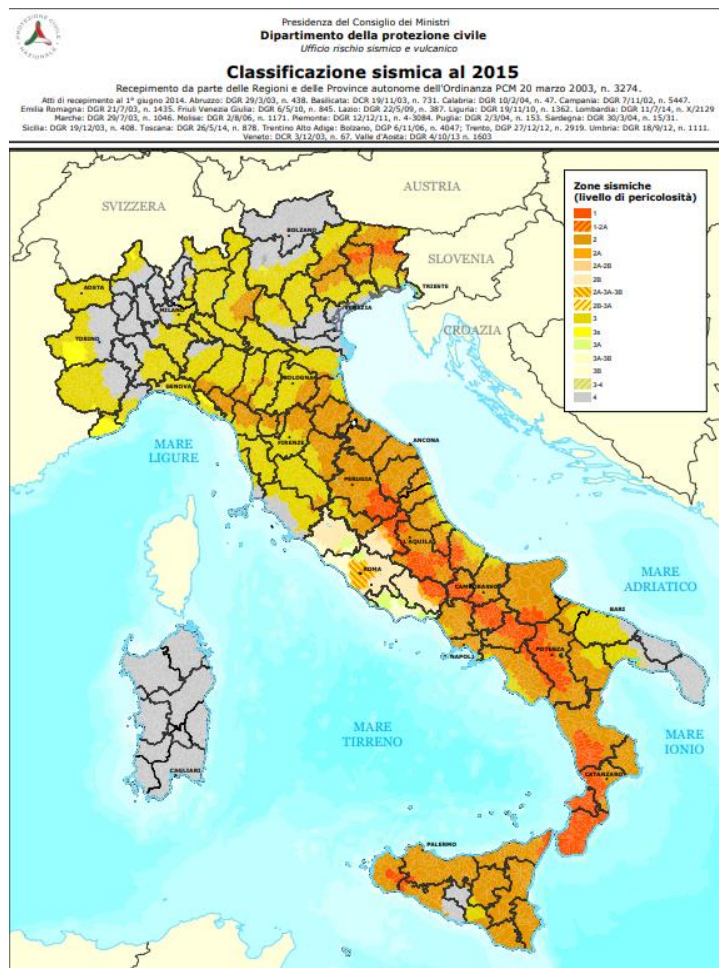 PROTEZIONE CIVILE
NAZIONALE
Presidenza del Consiglio dei Ministri
Dipartimento della protezione civile
Ufficio rischio sismico e vulcanico
Classificazione sismica al 2015
Recepimento da parte delle Regioni e delle Province autonome dell'Ordinanza PCM 20 marzo 2003, n. 3274.
Atti di recepimento al 1° giugno 2014. Abruzzo: DGR 29/3/03, n. 438. Basilicata: DCR 19/11/03, n. 731. Calabria: DGR 10/2/04, n. 47. Campania: DGR 7/11/02, n. 5447.
Emilia Romagna: DGR 21/7/03, n. 1435. Friuli Venezia Giulia: DGR 6/5/10, n. 845. Lazio: DGR 22/5/09, n. 387. Liguria: DGR 19/11/10, n. 1362. Lombardia: DGR 11/7/14, n. X/2129
Marche: DGR 29/7/03, n. 1046. Molise: DGR 2/8/06, n. 1171. Piemonte: DGR 12/12/11, n. 4-3084. Puglia: DGR 2/3/04, n. 153. Sardegna: DGR 30/3/04, n. 15/31.
Sicilia: DGR 19/12/03, n. 408. Toscana: DGR 26/5/14, n. 878. Trentino Alto Adige: Bolzano, DGP 6/11/06, n. 4047; Trento, DGP 27/12/12, n. 2919. Umbria: DGR 18/9/12, n. 1111.
Veneto: DCR 3/12/03, n. 67. Valle d'Aosta: DGR 4/10/13 n. 1603
AUSTRIA
SVIZZERA
BOLZANO
SLOVENIA
TRIESTE
AOSTA
MILANO
VENEZIA
CROAZIA
TORINO
BOLOGNA
GENOVA
MARE
LIGURE
FIRENZE
ANCONA
PERUGIA
L'AQUILA
ROMA
CAMPOBASSO
MARE
ADRIATICO
BARI
NAPOLI
POTENZA
MARE
TIRRENO
MARE
IONIO
CAGLIARI
CATANZARO
PALERMO
Zone sismiche
(livello di pericolosità)
1
1-2A
2
2A
2A-2B
2B
2A-3A-3B
2B-3A
3
3s
3A
3A-3B
3B
3-4
4